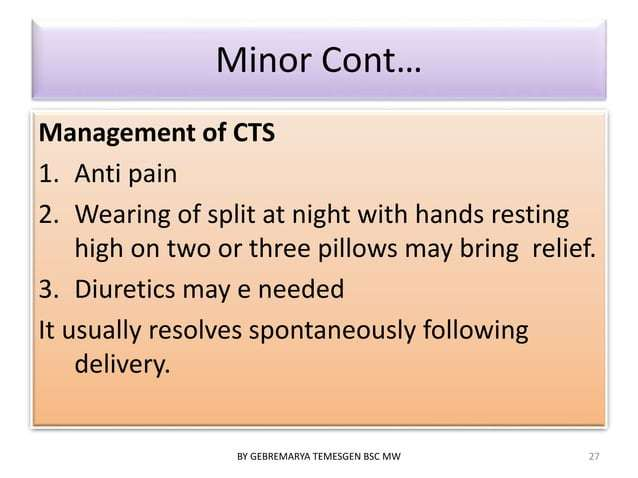 Minor Cont…
Management of CTS
1. Anti pain
2. Wearing of split at night with hands resting
high on two or three pillows may bring relief.
3. Diuretics may e needed
It usually resolves spontaneously following
delivery.
BY GEBREMARYA TEMESGEN BSC MW
27